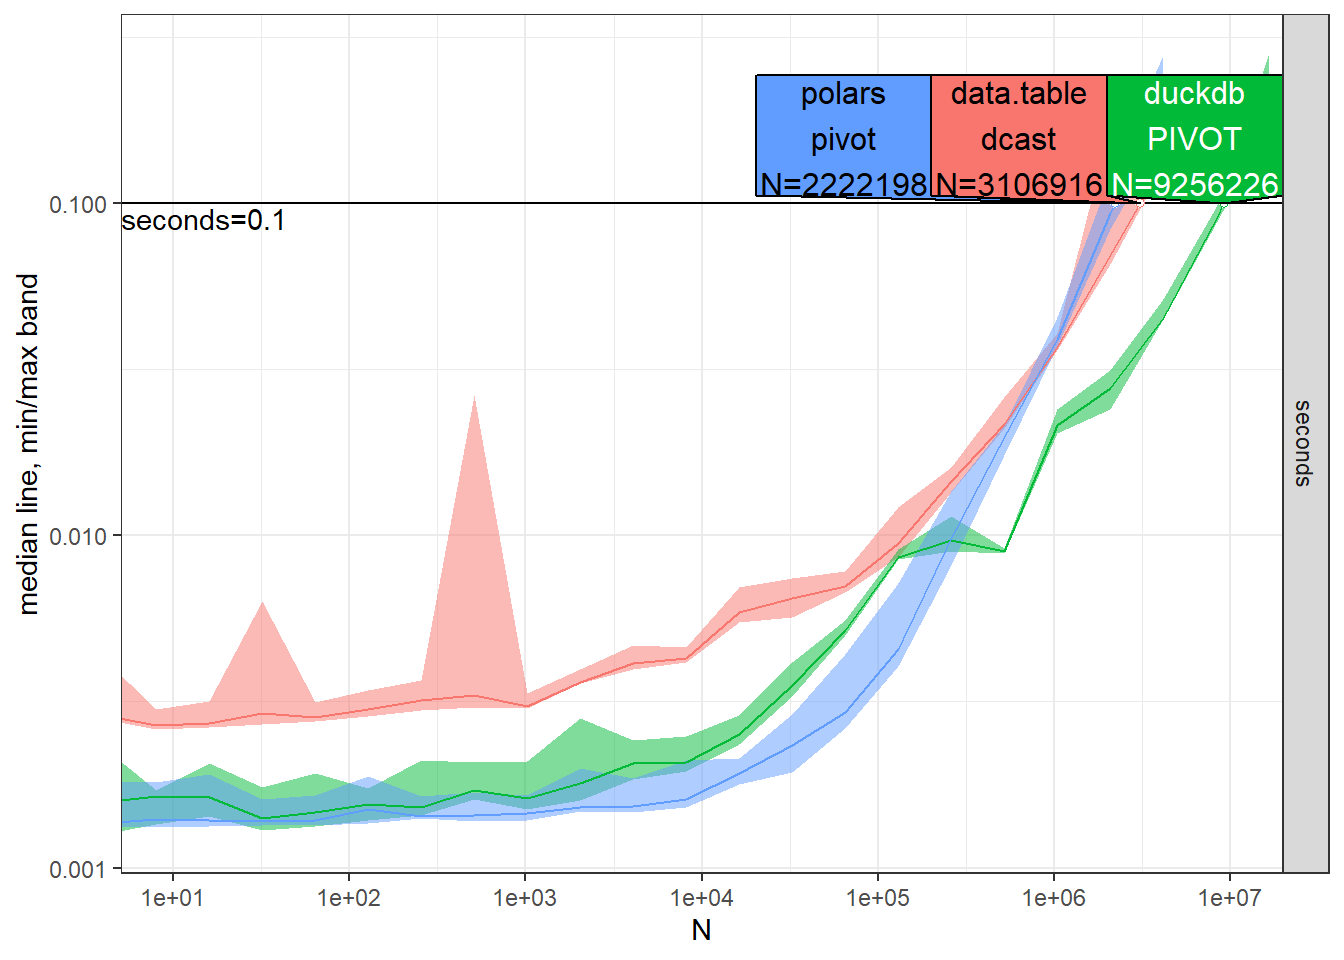 polars
pivot
N=2222198
data.table
dcast
N=3106916
duckdb
PIVOT
N=9256226
seconds=0.1
0.100
0.010
0.001
median line, min/max band
seconds
1e+01
1e+02
1e+03
1e+04
1e+05
1e+06
1e+07
N